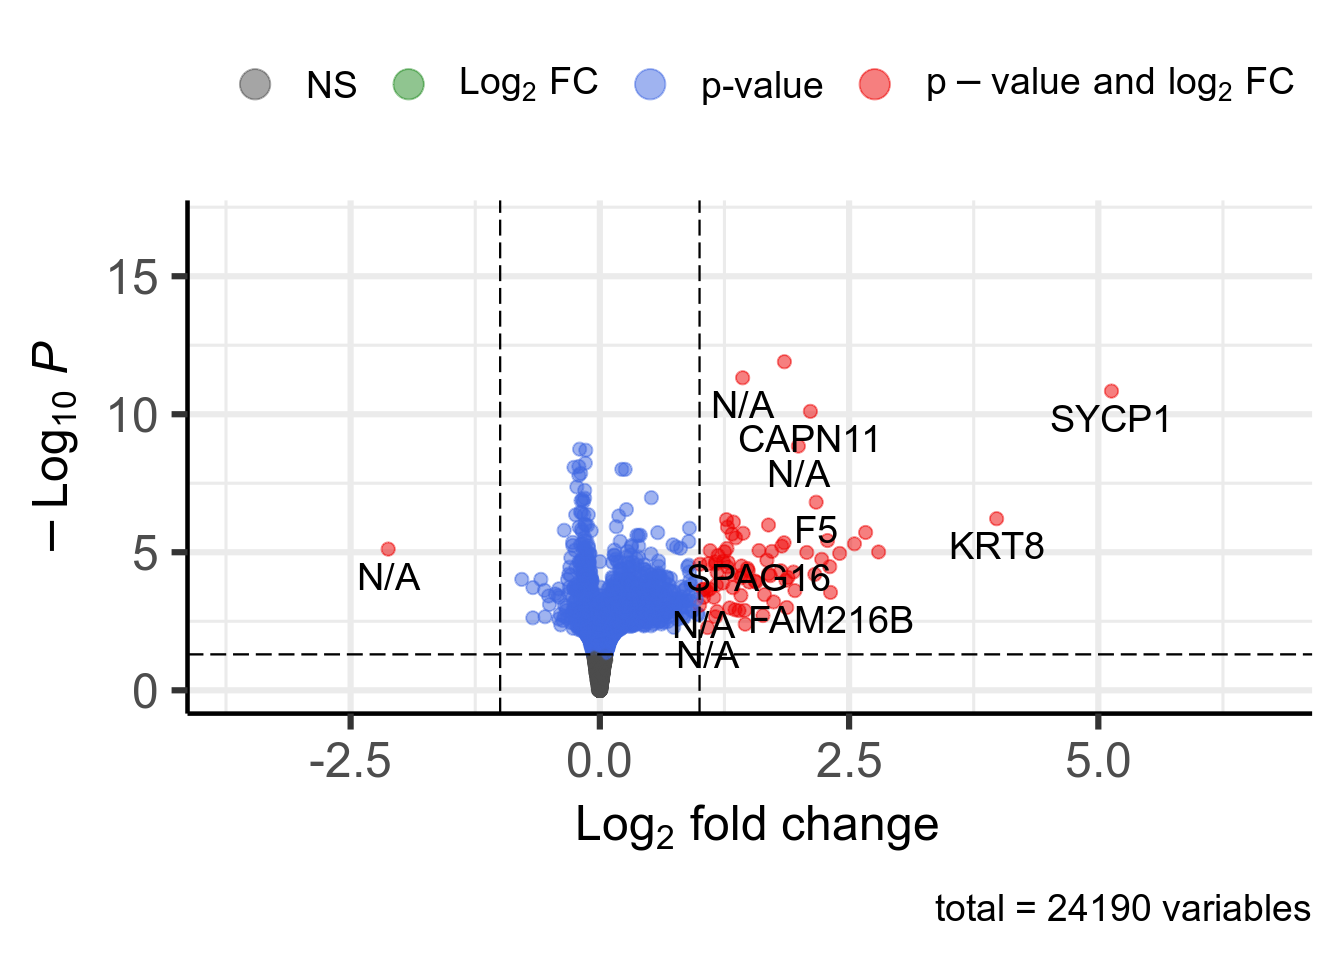 NS Log₂ FC p-value p − value and log₂ FC
− Log₁₀ P
15
10
5
0
N/A
SYCP1
CAPN11
N/A
F5
KRT8
N/A
SPAG16
FAM216B
N/A
N/A
-2.5 0.0 2.5 5.0
Log₂ fold change
total = 24190 variables